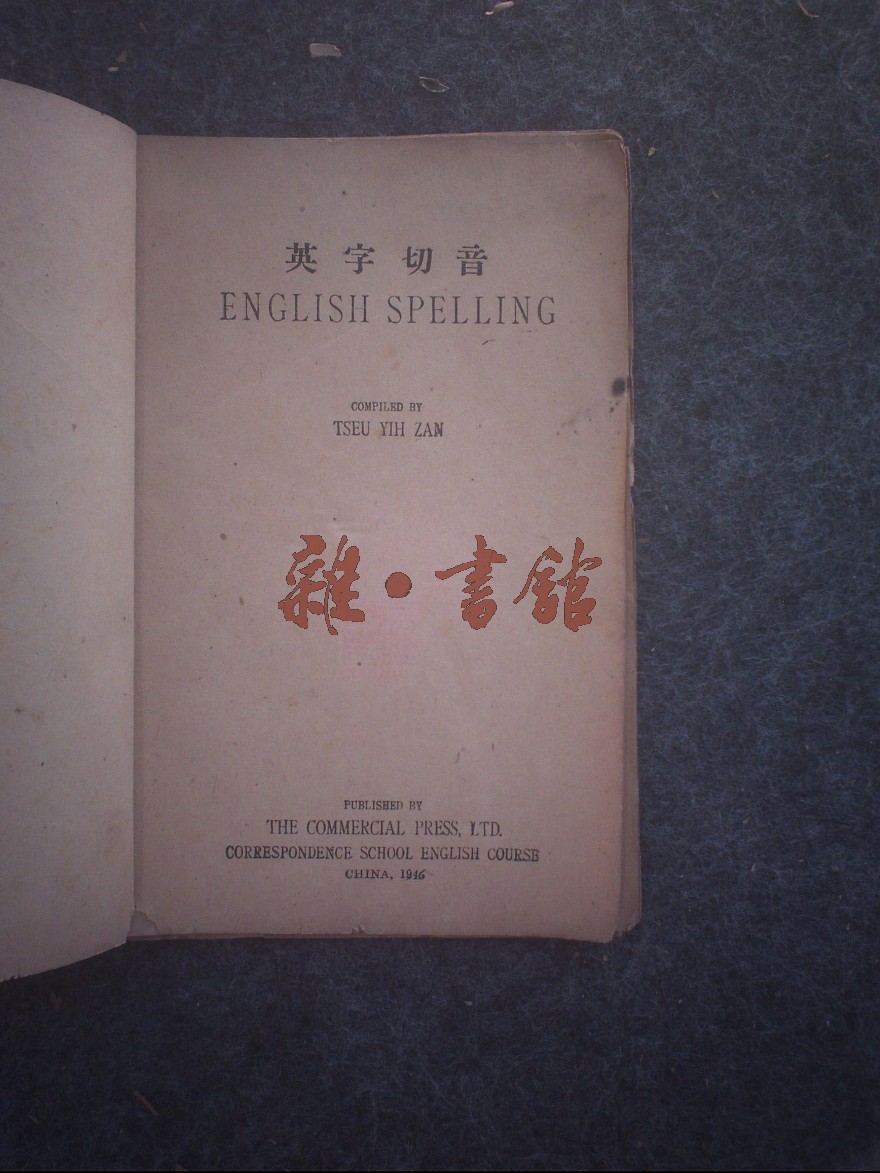 英字切音
ENGLISH SPELLING
COMPILED BY
TSEU YIH ZAN
雜•書館
PUBLISHED BY
THE COMMERCIAL PRESS, LTD.
CORRESPONDENCE SCHOOL ENGLISH COURSE
CHINA, 1946